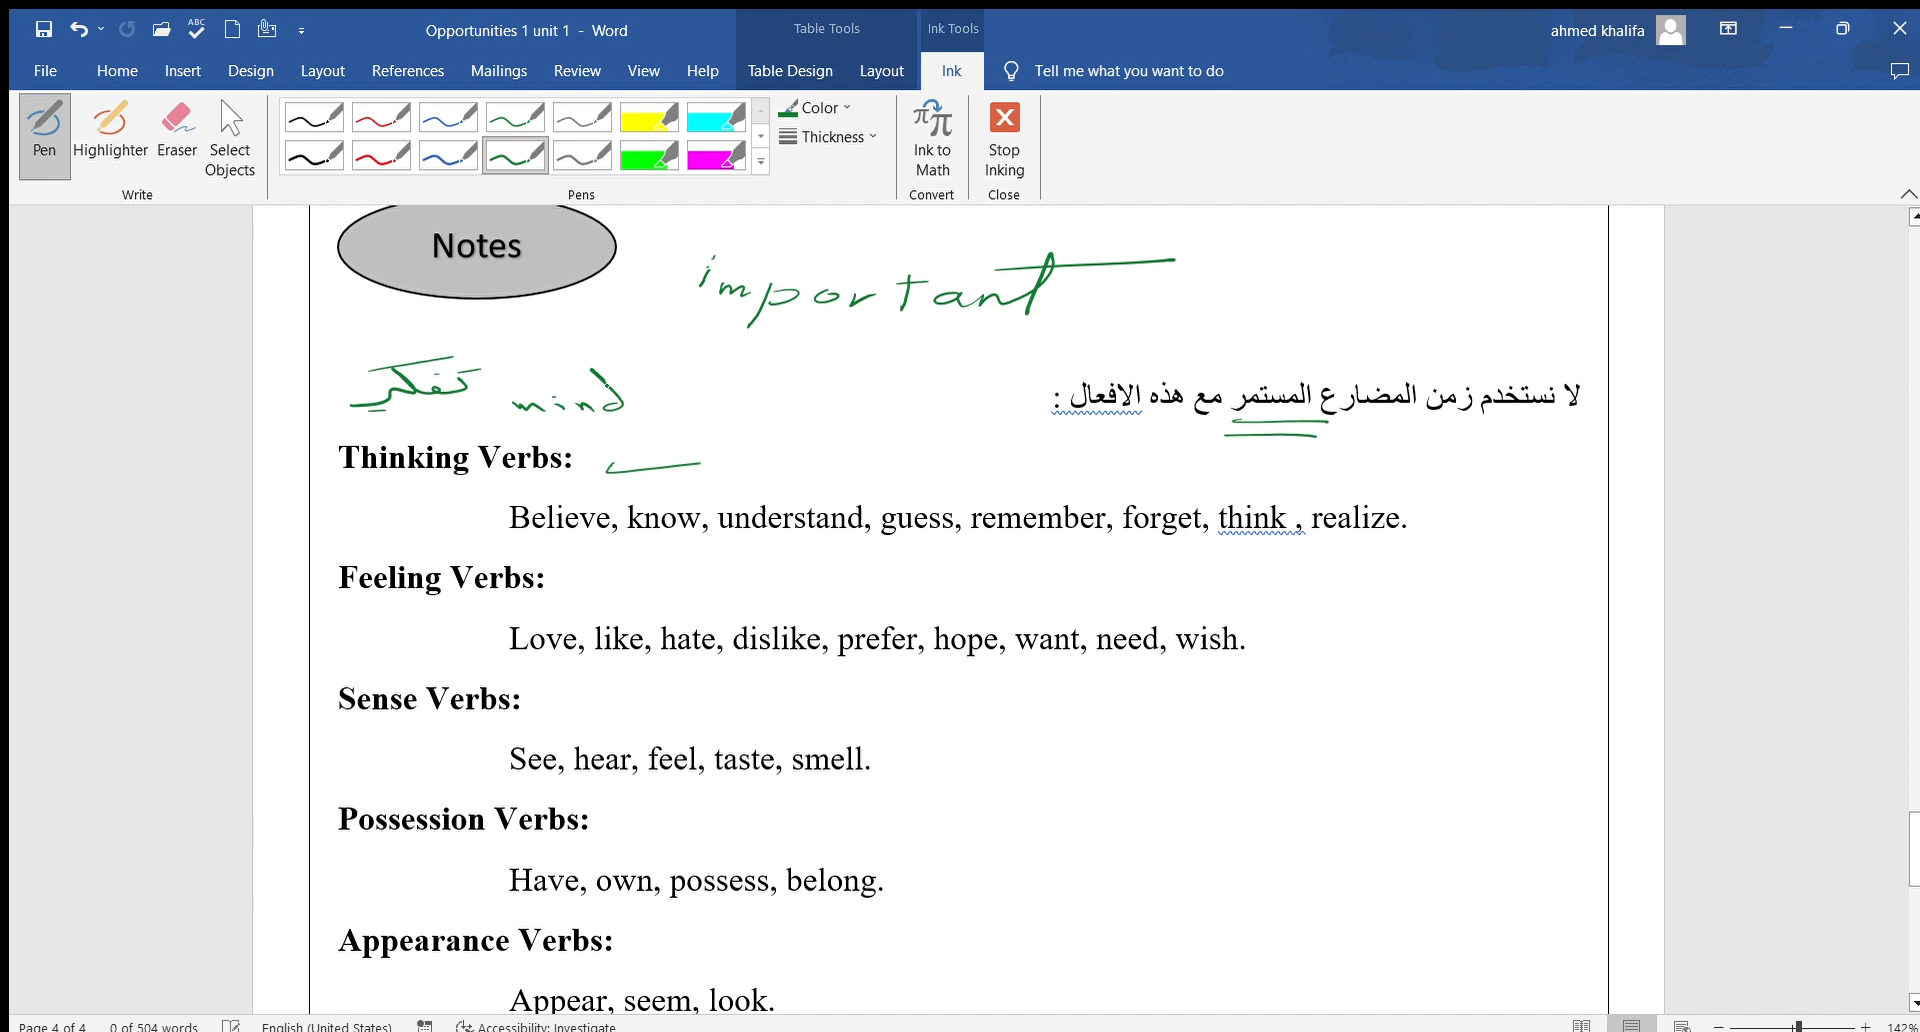 ABC
Opportunities 1 unit 1 - Word
Table Tools
Ink Tools
ahmed khalifa
File Home Insert Design Layout References Mailings Review View Help Table Design Layout Ink Tell me what you want to do
Pen
Highlighter
Eraser
Select Objects
Color
Thickness
Ink to Math
Stop Inking
Write
Pens
Convert
Close
Notes
important
تفكير mind
لا نستخدم زمن المضارع المستمر مع هذه الافعال :
Thinking Verbs:
Believe, know, understand, guess, remember, forget, think , realize.
Feeling Verbs:
Love, like, hate, dislike, prefer, hope, want, need, wish.
Sense Verbs:
See, hear, feel, taste, smell.
Possession Verbs:
Have, own, possess, belong.
Appearance Verbs:
Appear, seem, look.
Page 4 of 4 0 of 504 words English (United States) Accessibility: Investigate 142%